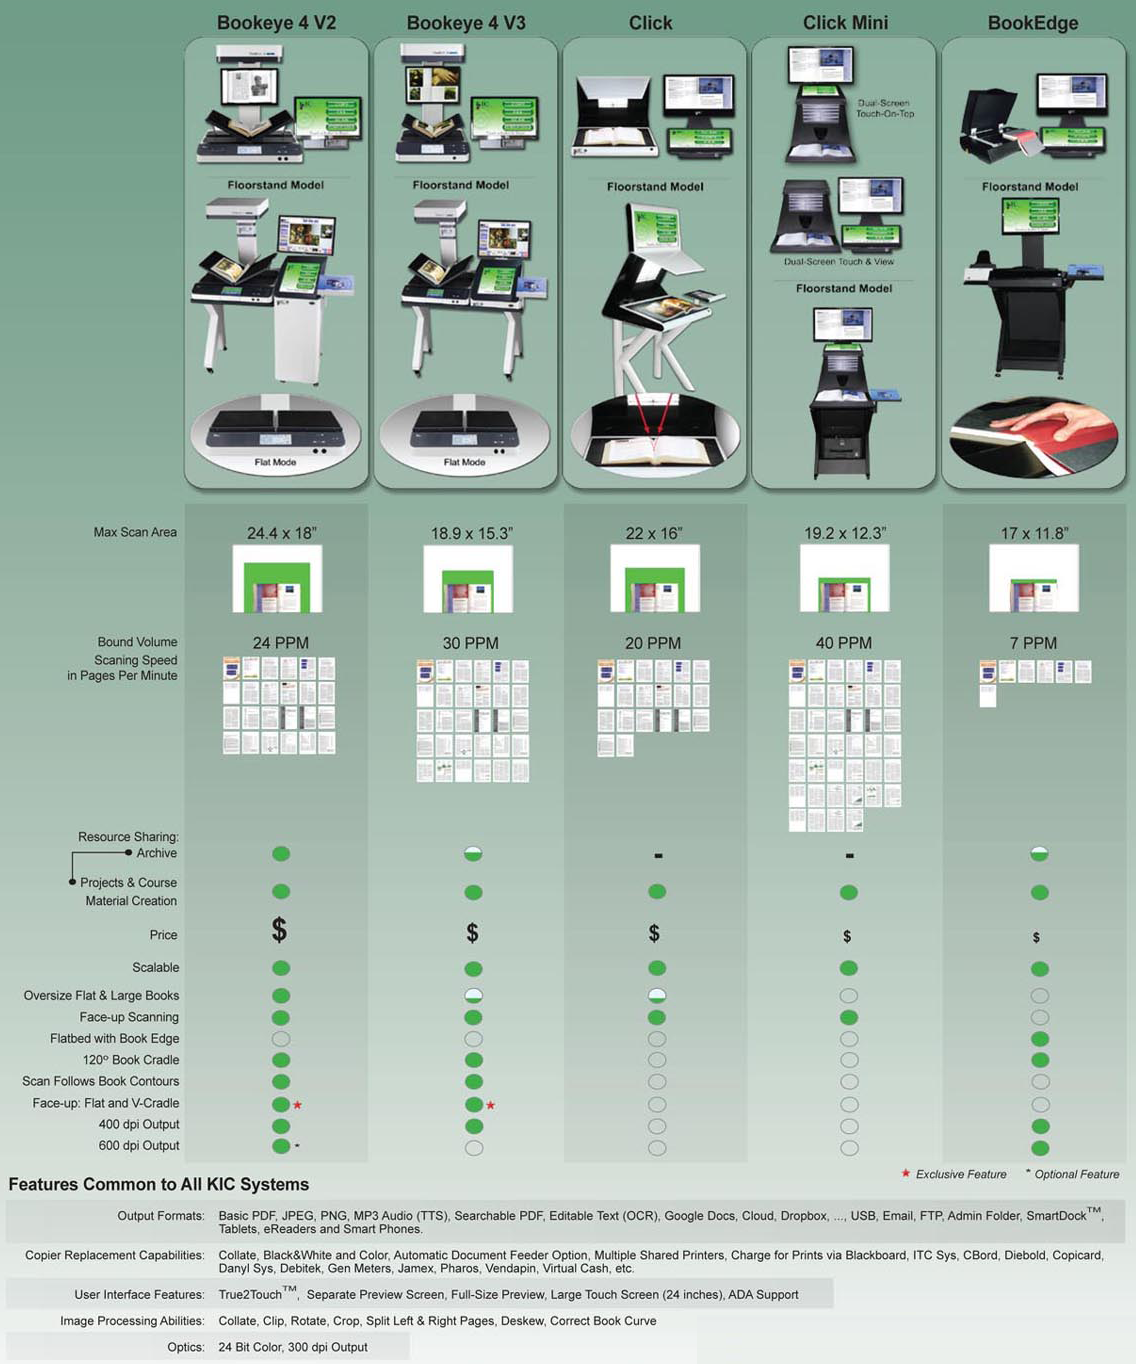 Bookeye 4 V2
Bookeye 4 V3
Click
Click Mini
BookEdge
Dual-Screen
Touch-On-Top
Floorstand Model
Floorstand Model
Floorstand Model
Floorstand Model
Dual-Screen Touch & View
Floorstand Model
Flat Mode
Flat Mode
Max Scan Area
24.4 x 18”
18.9 x 15.3”
22 x 16”
19.2 x 12.3”
17 x 11.8”
Bound Volume
Scaning Speed
in Pages Per Minute
24 PPM
30 PPM
20 PPM
40 PPM
7 PPM
Resource Sharing:
Archive
- -
Projects & Course
Material Creation
Price
$ $ $ $ $
Scalable
Oversize Flat & Large Books
Face-up Scanning
Flatbed with Book Edge
120º Book Cradle
Scan Follows Book Contours
Face-up: Flat and V-Cradle ★ ★
400 dpi Output
600 dpi Output *
★ Exclusive Feature * Optional Feature
Features Common to All KIC Systems
Output Formats: Basic PDF, JPEG, PNG, MP3 Audio (TTS), Searchable PDF, Editable Text (OCR), Google Docs, Cloud, Dropbox, ..., USB, Email, FTP, Admin Folder, SmartDock™,
Tablets, eReaders and Smart Phones.
Copier Replacement Capabilities: Collate, Black&White and Color, Automatic Document Feeder Option, Multiple Shared Printers, Charge for Prints via Blackboard, ITC Sys, CBord, Diebold, Copicard,
Danyl Sys, Debitek, Gen Meters, Jamex, Pharos, Vendapin, Virtual Cash, etc.
User Interface Features: True2Touch™, Separate Preview Screen, Full-Size Preview, Large Touch Screen (24 inches), ADA Support
Image Processing Abilities: Collate, Clip, Rotate, Crop, Split Left & Right Pages, Deskew, Correct Book Curve
Optics: 24 Bit Color, 300 dpi Output